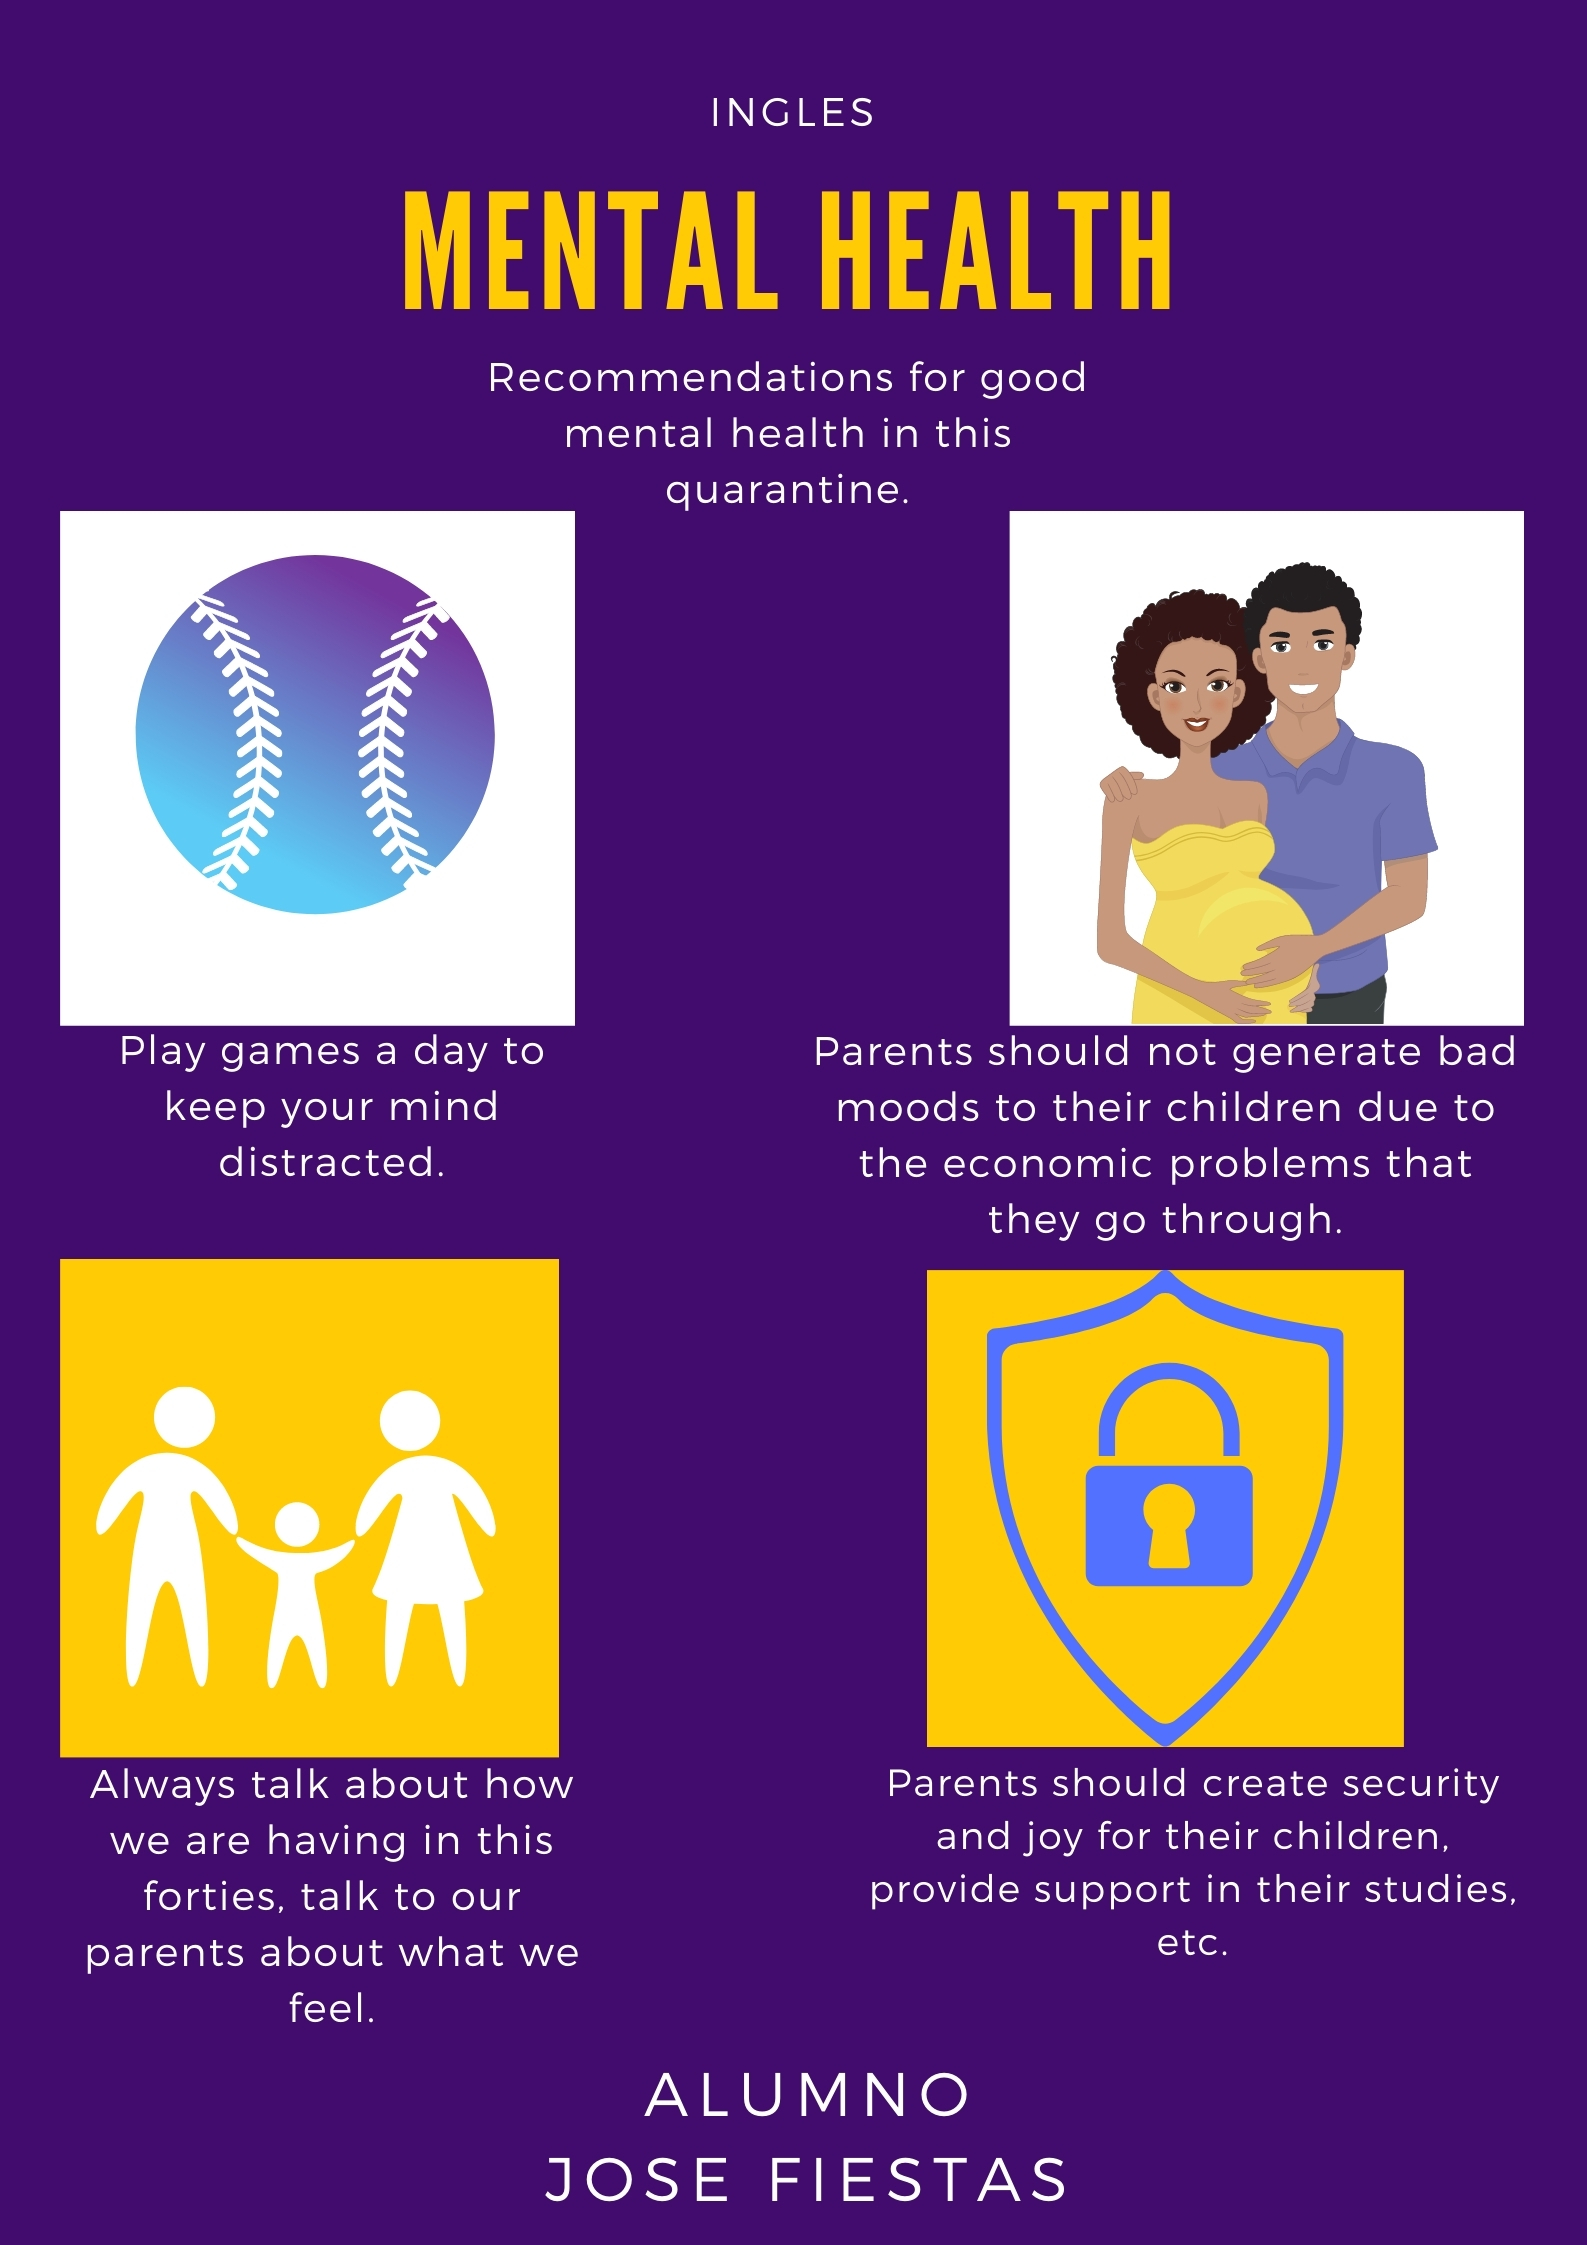 INGLES
MENTAL HEALTH
Recommendations for good
mental health in this
quarantine.
Play games a day to
keep your mind
distracted.
Parents should not generate bad
moods to their children due to
the economic problems that
they go through.
Always talk about how
we are having in this
forties, talk to our
parents about what we
feel.
Parents should create security
and joy for their children,
provide support in their studies,
etc.
ALUMNO
JOSE FIESTAS